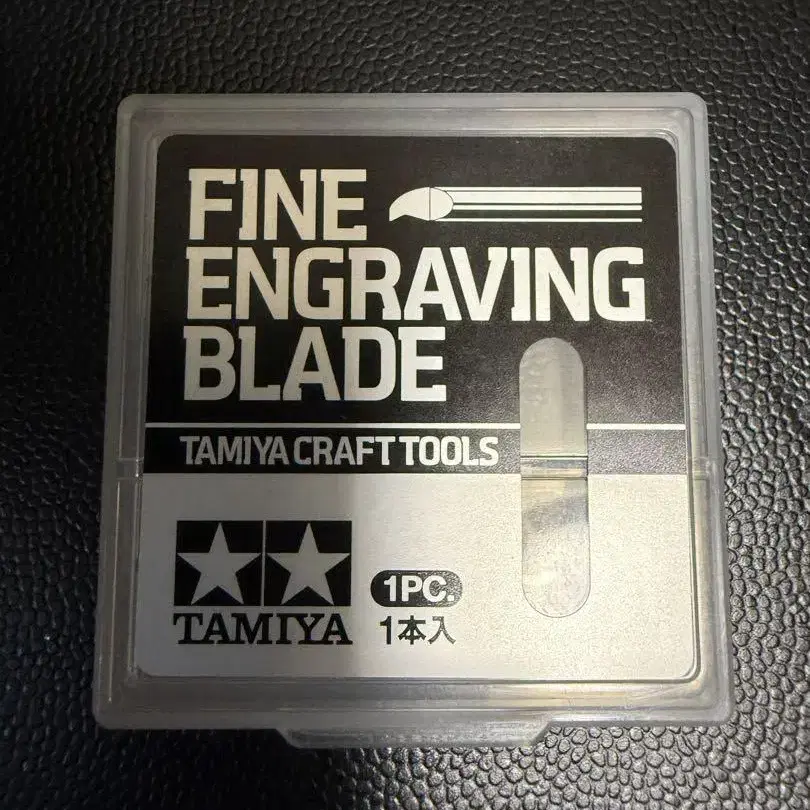 FINE
ENGRAVING
BLADE
TAMIYA CRAFT TOOLS
TAMIYA
1PC.
1本入